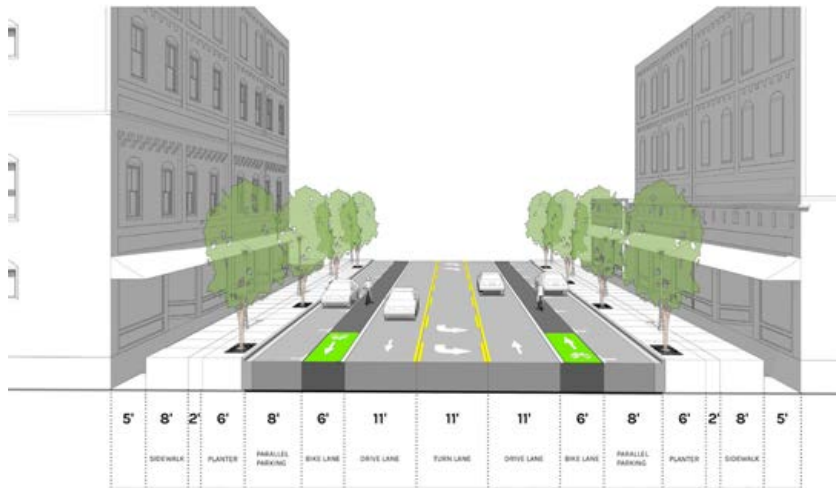 5' 8' 2' 6' 8' 6' 11' 11' 11' 6' 8' 6' 2' 8' 5'
SIDEWALK PLANTER PARALLEL PARKING BIKE LANE DRIVE LANE TURN LANE DRIVE LANE BIKE LANE PARALLEL PARKING PLANTER SIDEWALK